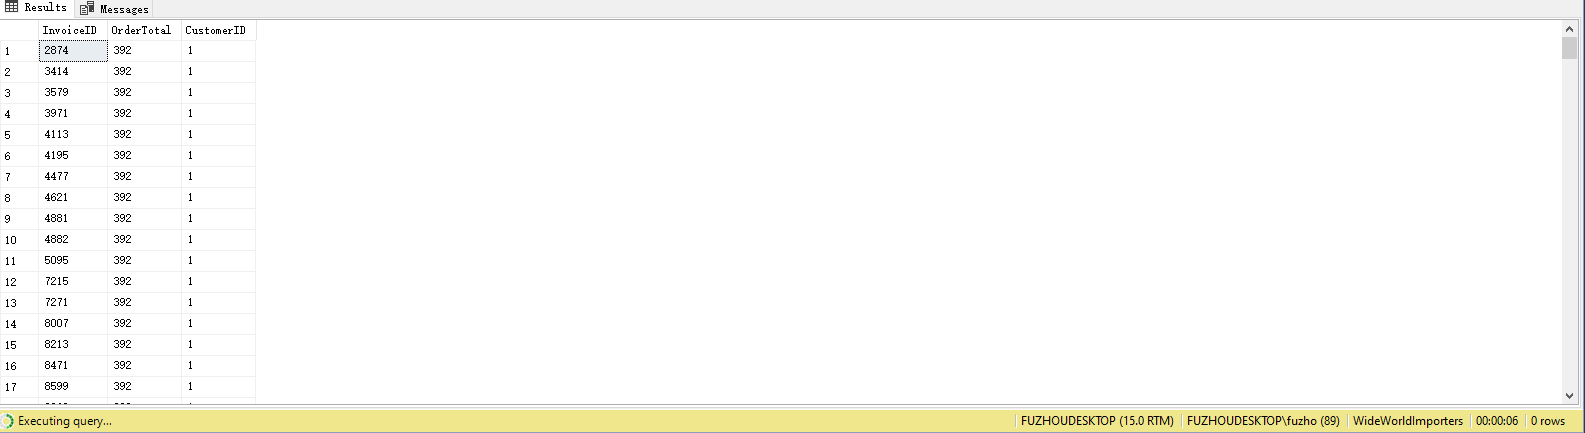 Results Messages
InvoiceID OrderTotal CustomerID
1 2874 392 1
2 3414 392 1
3 3579 392 1
4 3971 392 1
5 4113 392 1
6 4195 392 1
7 4477 392 1
8 4621 392 1
9 4881 392 1
10 4882 392 1
11 5095 392 1
12 7215 392 1
13 7271 392 1
14 8007 392 1
15 8213 392 1
16 8471 392 1
17 8599 392 1
Executing query... FUZHOUDESKTOP (15.0 RTM) FUZHOUDESKTOP\fuzho (89) WideWorldImporters 00:00:06 0 rows